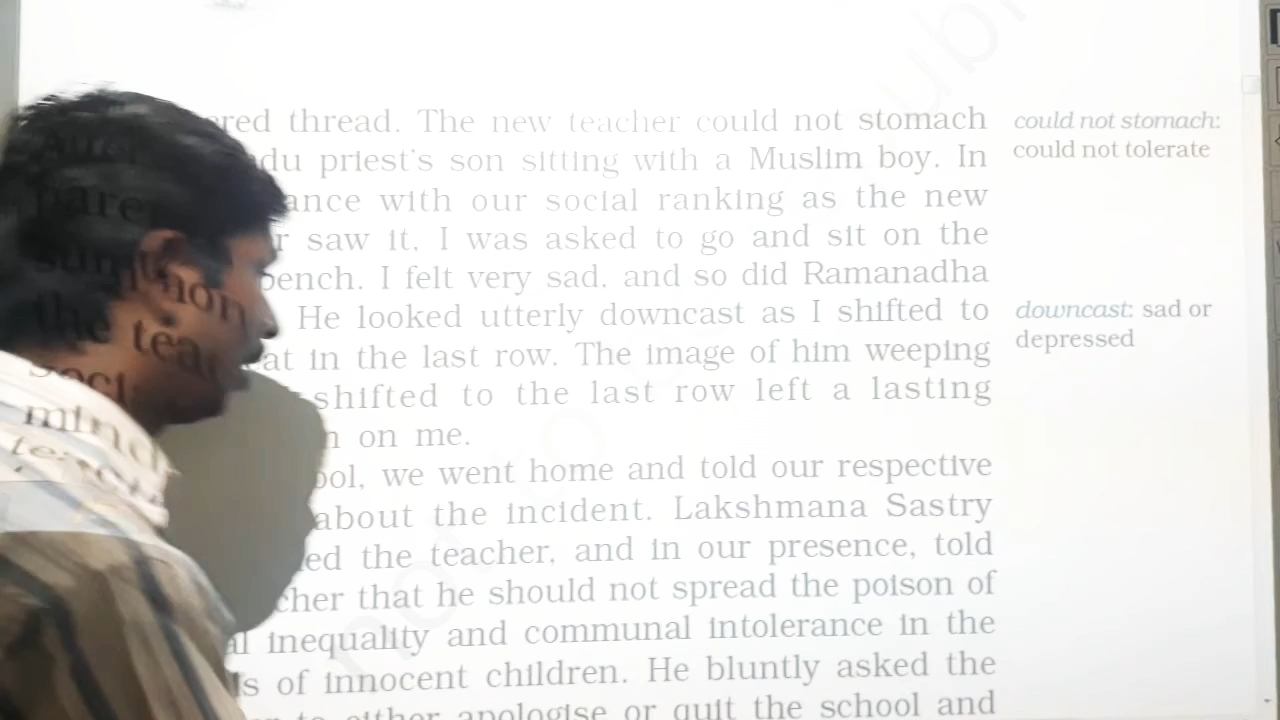 thread. The new teacher could not stomach
priest's son sitting with a Muslim boy. In
with our social ranking as the new
saw it, I was asked to go and sit on the
bench. I felt very sad, and so did Ramanadha
He looked utterly downcast as I shifted to
in the last row. The image of him weeping
shifted to the last row left a lasting
on me.
we went home and told our respective
about the incident. Lakshmana Sastry
the teacher, and in our presence, told
that he should not spread the poison of
inequality and communal intolerance in the
of innocent children. He bluntly asked the
to either apologise or quit the school and
could not stomach:
could not tolerate
downcast: sad or
depressed